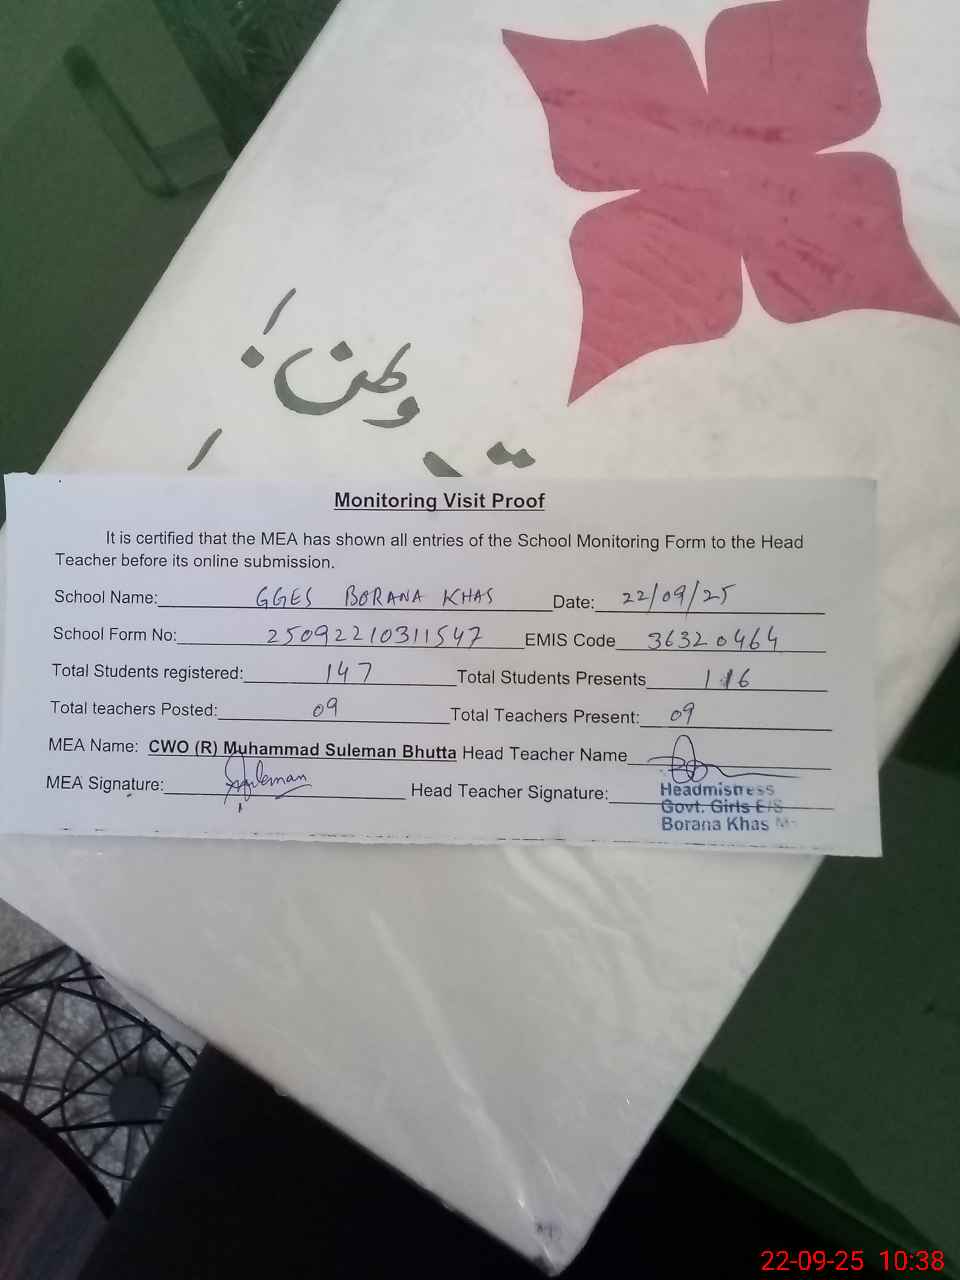 وطن!
Monitoring Visit Proof
It is certified that the MEA has shown all entries of the School Monitoring Form to the Head
Teacher before its online submission.
School Name: GGES BORANA KHAS Date: 22/09/25
School Form No: 25092210311547 EMIS Code 36320464
Total Students registered: 147 Total Students Presents 116
Total teachers Posted: 09 Total Teachers Present: 09
MEA Name: CWO (R) Muhammad Suleman Bhutta Head Teacher Name
MEA Signature: Suleman Head Teacher Signature:
Headmistress
Govt. Girls E/S
Borana Khas
22-09-25 10:38